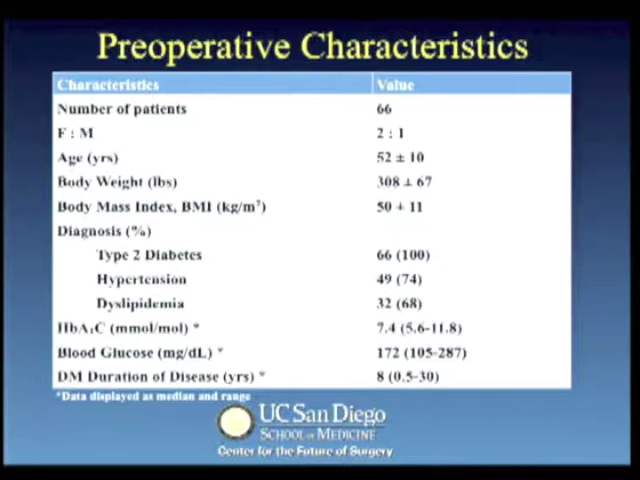 Preoperative Characteristics
Characteristics Value
Number of patients 66
F : M 2 : 1
Age (yrs) 52 ± 10
Body Weight (lbs) 308 ± 67
Body Mass Index, BMI (kg/m²) 50 ± 11
Diagnosis (%)
Type 2 Diabetes 66 (100)
Hypertension 49 (74)
Dyslipidemia 32 (68)
HbA₁C (mmol/mol) * 7.4 (5.6-11.8)
Blood Glucose (mg/dL) * 172 (105-287)
DM Duration of Disease (yrs) * 8 (0.5-30)
*Data displayed as median and range
UC San Diego
SCHOOL OF MEDICINE
Center for the Future of Surgery